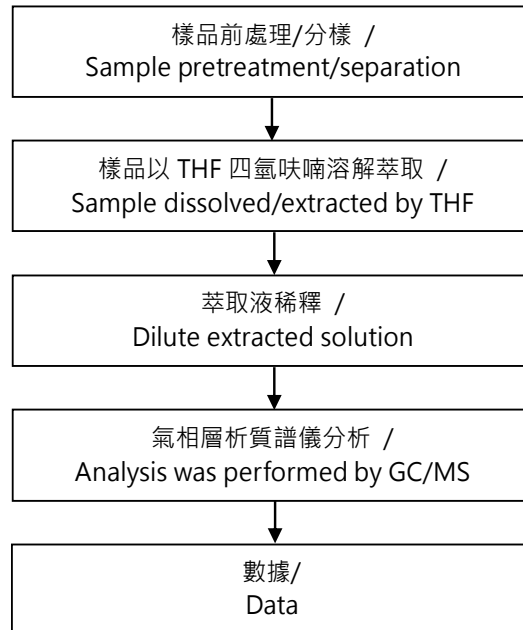 樣品前處理/分樣 /
Sample pretreatment/separation
樣品以 THF 四氫呋喃溶解萃取 /
Sample dissolved/extracted by THF
萃取液稀釋 /
Dilute extracted solution
氣相層析質譜儀分析 /
Analysis was performed by GC/MS
數據/
Data